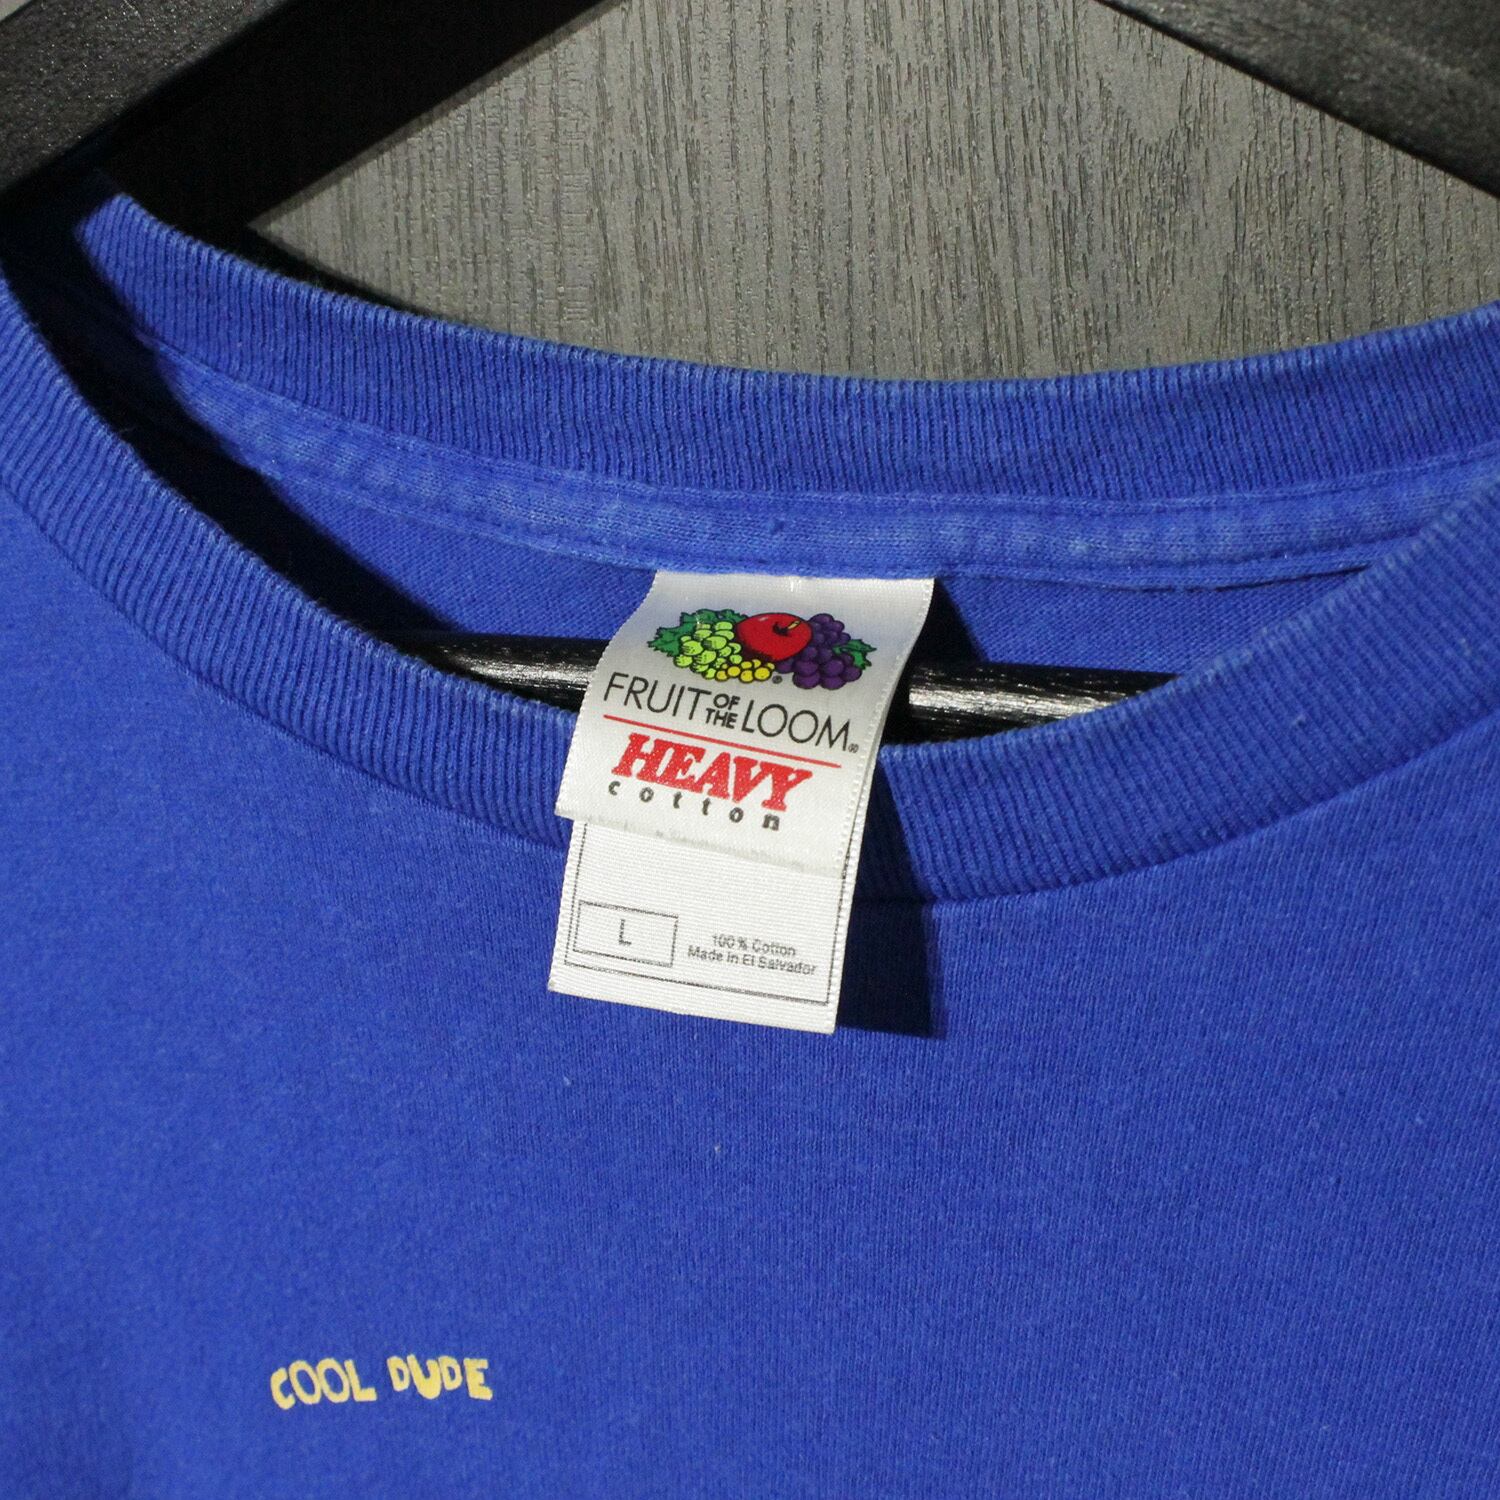 FRUIT OF THE LOOM®
HEAVY
cotton
L
100% Cotton
Made in El Salvador
COOL DUDE